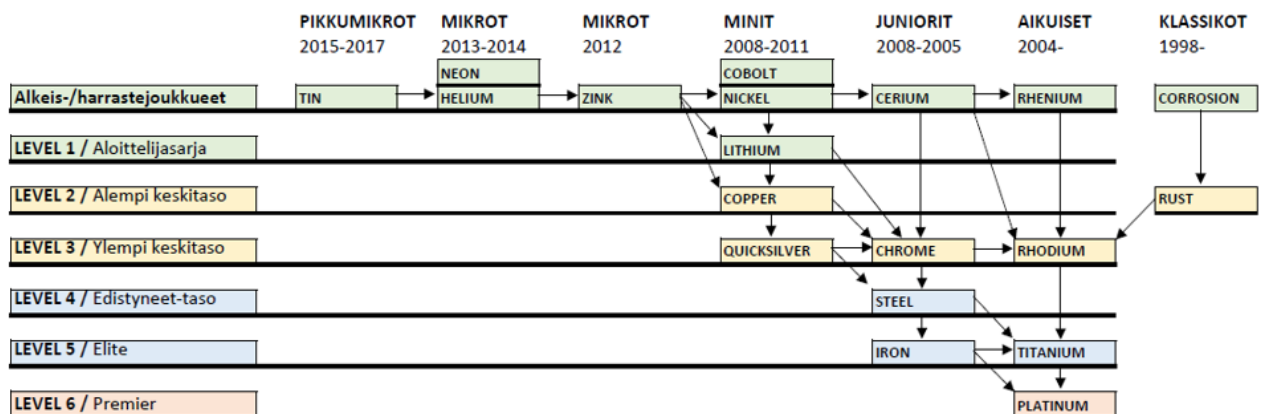 PIKKUMIKROT MIKROT MIKROT MINIT JUNIORIT AIKUISET KLASSIKOT
2015-2017 2013-2014 2012 2008-2011 2008-2005 2004- 1998-
NEON COBOLT
Alkeis-/harrastejoukkueet TIN HELIUM ZINK NICKEL CERIUM RHENIUM CORROSION
LEVEL 1 / Aloittelijasarja LITHIUM
LEVEL 2 / Alempi keskitaso COPPER RUST
LEVEL 3 / Ylempi keskitaso QUICKSILVER CHROME RHODIUM
LEVEL 4 / Edistyneet-taso STEEL
LEVEL 5 / Elite IRON TITANIUM
LEVEL 6 / Premier PLATINUM